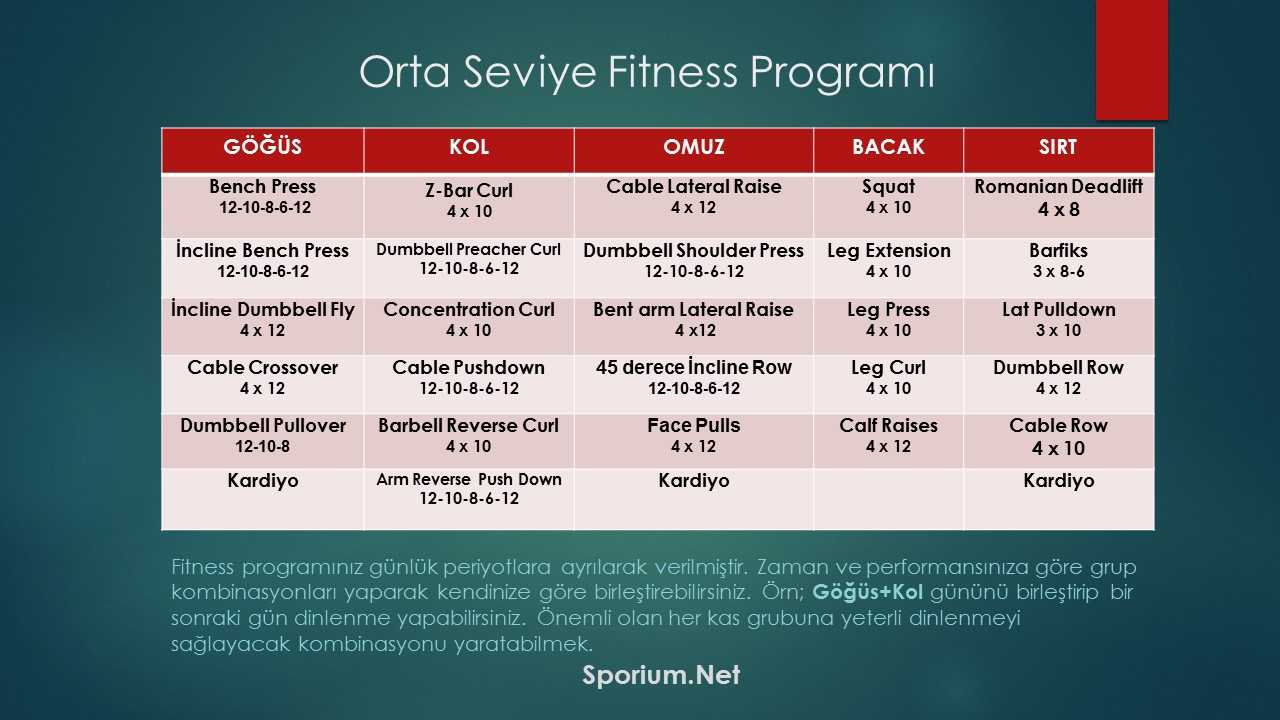 Orta Seviye Fitness Programı
GÖĞÜS KOL OMUZ BACAK SIRT
Bench Press
12-10-8-6-12
Z-Bar Curl
4 x 10
Cable Lateral Raise
4 x 12
Squat
4 x 10
Romanian Deadlift
4 x 8
İncline Bench Press
12-10-8-6-12
Dumbbell Preacher Curl
12-10-8-6-12
Dumbbell Shoulder Press
12-10-8-6-12
Leg Extension
4 x 10
Barfiks
3 x 8-6
İncline Dumbbell Fly
4 x 12
Concentration Curl
4 x 10
Bent arm Lateral Raise
4 x12
Leg Press
4 x 10
Lat Pulldown
3 x 10
Cable Crossover
4 x 12
Cable Pushdown
12-10-8-6-12
45 derece İncline Row
12-10-8-6-12
Leg Curl
4 x 10
Dumbbell Row
4 x 12
Dumbbell Pullover
12-10-8
Barbell Reverse Curl
4 x 10
Face Pulls
4 x 12
Calf Raises
4 x 12
Cable Row
4 x 10
Kardiyo
Arm Reverse Push Down
12-10-8-6-12
Kardiyo
Kardiyo
Fitness programınız günlük periyotlara ayrılarak verilmiştir. Zaman ve performansınıza göre grup
kombinasyonları yaparak kendinize göre birleştirebilirsiniz. Örn; Göğüs+Kol gününü birleştirip bir
sonraki gün dinlenme yapabilirsiniz. Önemli olan her kas grubuna yeterli dinlenmeyi
sağlayacak kombinasyonu yaratabilmek.
Sporium.Net